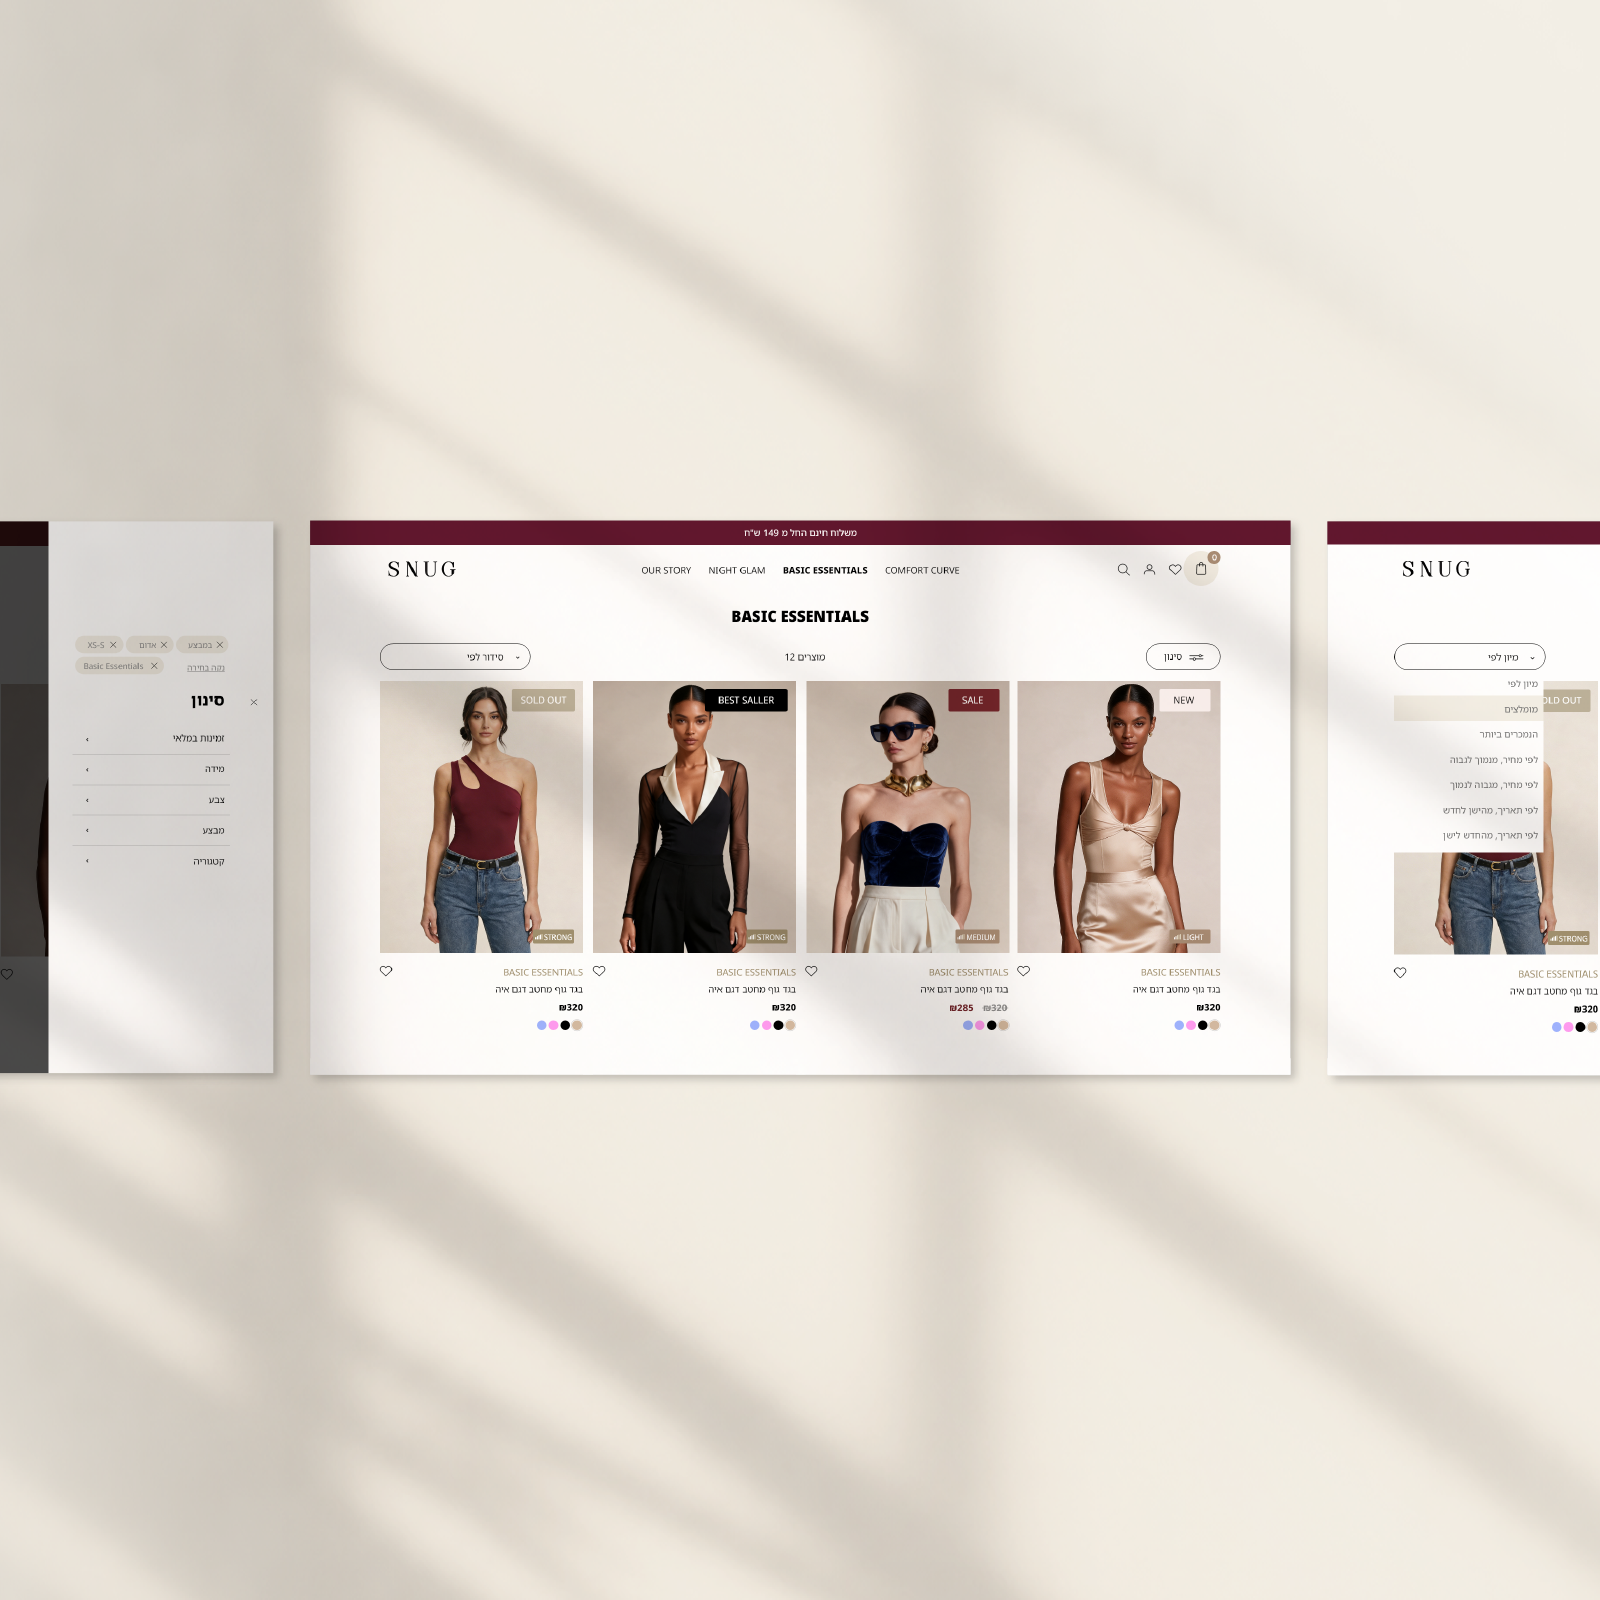 XS-S
אדום
במבצע
Basic Essentials
נקה בחירה
סינון
זמינות במלאי
מידה
צבע
מבצע
קטגוריה
משלוח חינם החל מ 149 ש"ח
SNUG
OUR STORY
NIGHT GLAM
BASIC ESSENTIALS
COMFORT CURVE
0
BASIC ESSENTIALS
סידור לפי
12 מוצרים
סינון
SOLD OUT
STRONG
BASIC ESSENTIALS
בגד גוף מחטב דגם איה
₪320
BEST SALLER
STRONG
BASIC ESSENTIALS
בגד גוף מחטב דגם איה
₪320
SALE
MEDIUM
BASIC ESSENTIALS
בגד גוף מחטב דגם איה
₪285 ₪320
NEW
LIGHT
BASIC ESSENTIALS
בגד גוף מחטב דגם איה
₪320
SNUG
מיון לפי
מיון לפי
מומלצים
הנמכרים ביותר
לפי מחיר, מנמוך לגבוה
לפי מחיר, מגבוה לנמוך
לפי תאריך, מהישן לחדש
לפי תאריך, מהחדש לישן
OLD OUT
STRONG
BASIC ESSENTIALS
בגד גוף מחטב דגם איה
₪320